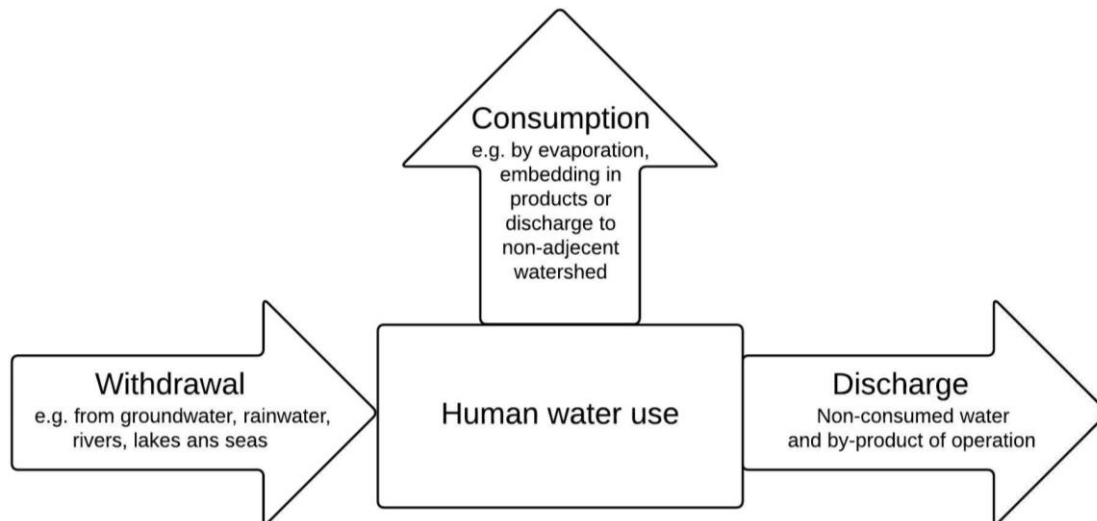 Consumption
e.g. by evaporation,
embedding in
products or
discharge to
non-adjecent
watershed
Withdrawal
e.g. from groundwater, rainwater,
rivers, lakes ans seas
Human water use
Discharge
Non-consumed water
and by-product of operation